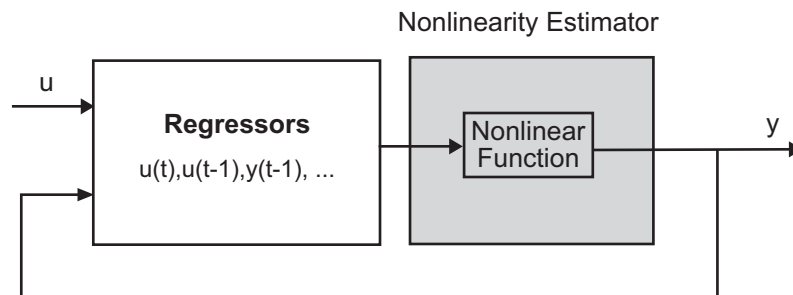 Nonlinearity Estimator
u
Regressors
u(t),u(t-1),y(t-1), ...
Nonlinear
Function
y